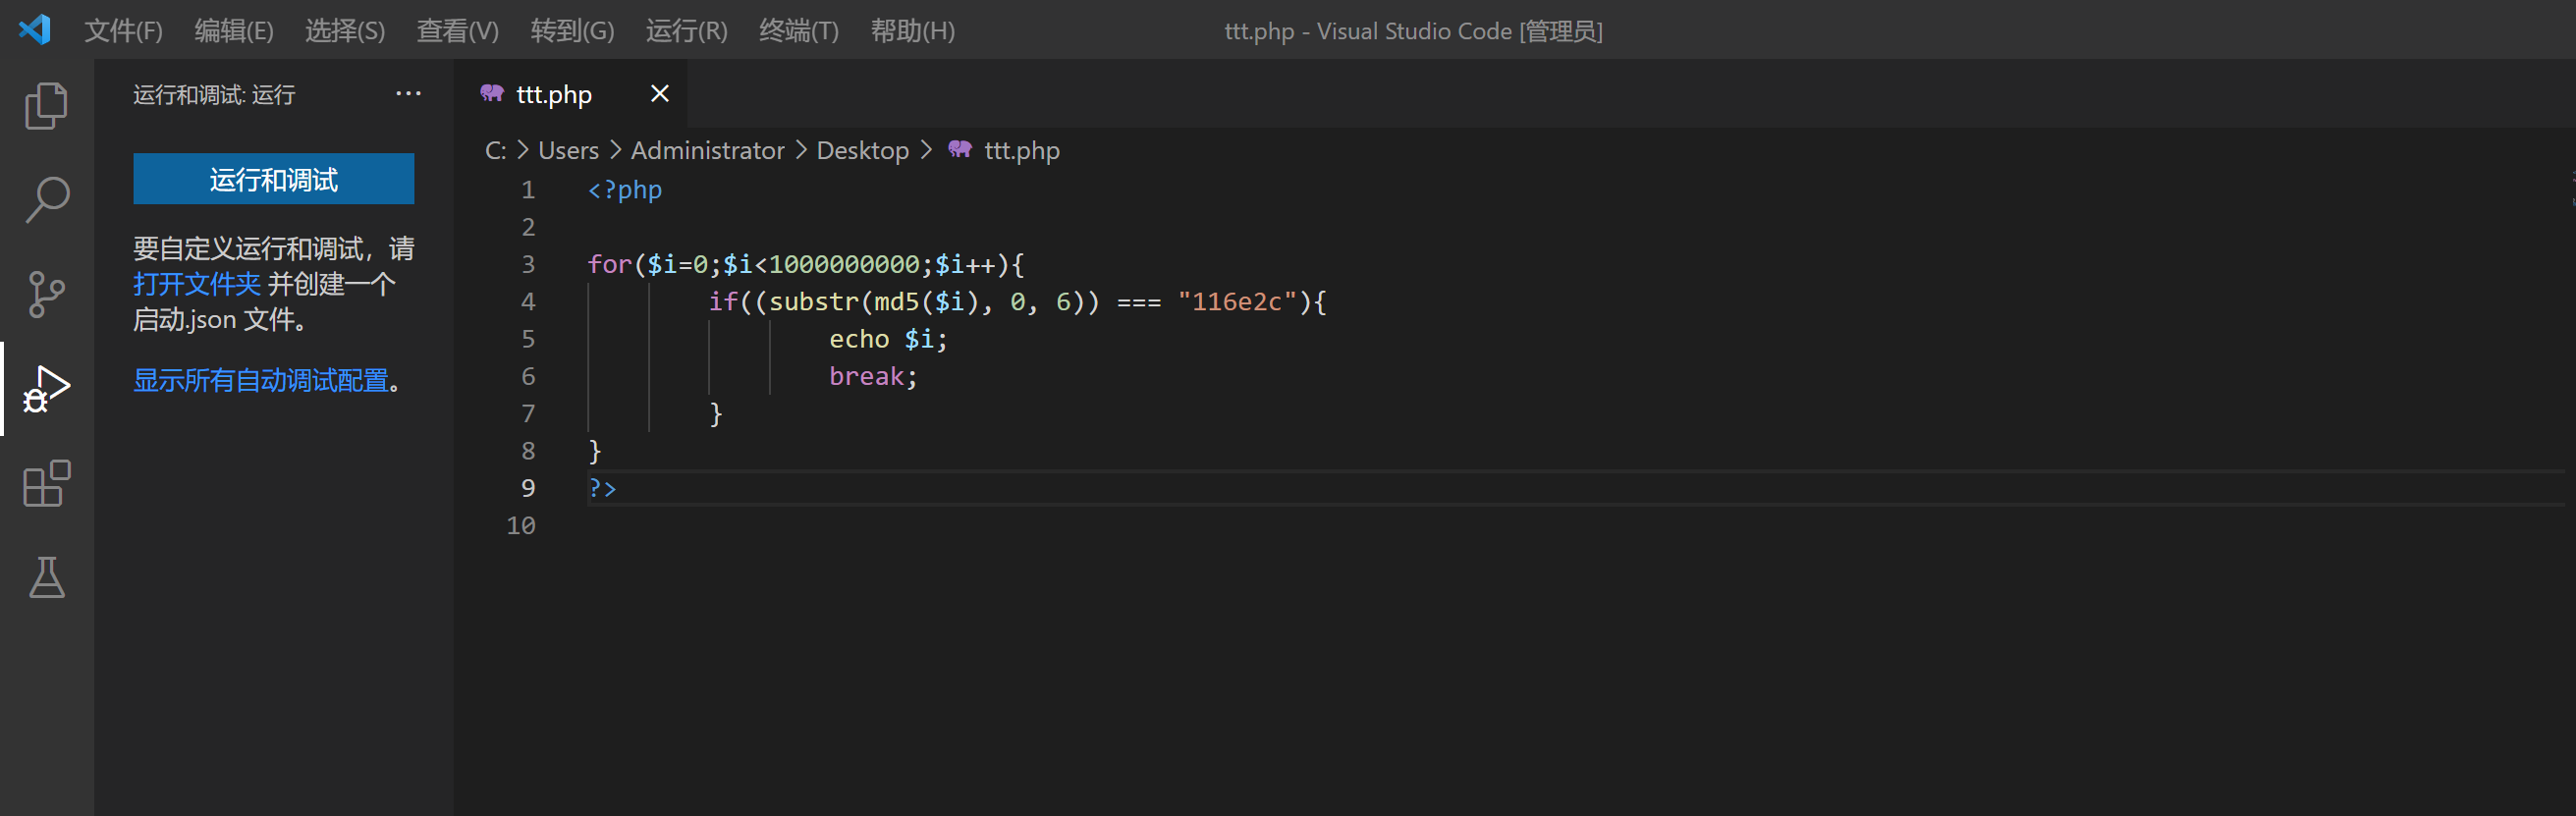 文件(F) 编辑(E) 选择(S) 查看(V) 转到(G) 运行(R) 终端(T) 帮助(H) ttt.php - Visual Studio Code [管理员]
运行和调试: 运行 ···
运行和调试
要自定义运行和调试，请
打开文件夹 并创建一个
启动.json 文件。
显示所有自动调试配置。
ttt.php
C: > Users > Administrator > Desktop > ttt.php
1 <?php
2
3 for($i=0;$i<1000000000;$i++){
4 if((substr(md5($i), 0, 6)) === "116e2c"){
5 echo $i;
6 break;
7 }
8 }
9 ?>
10